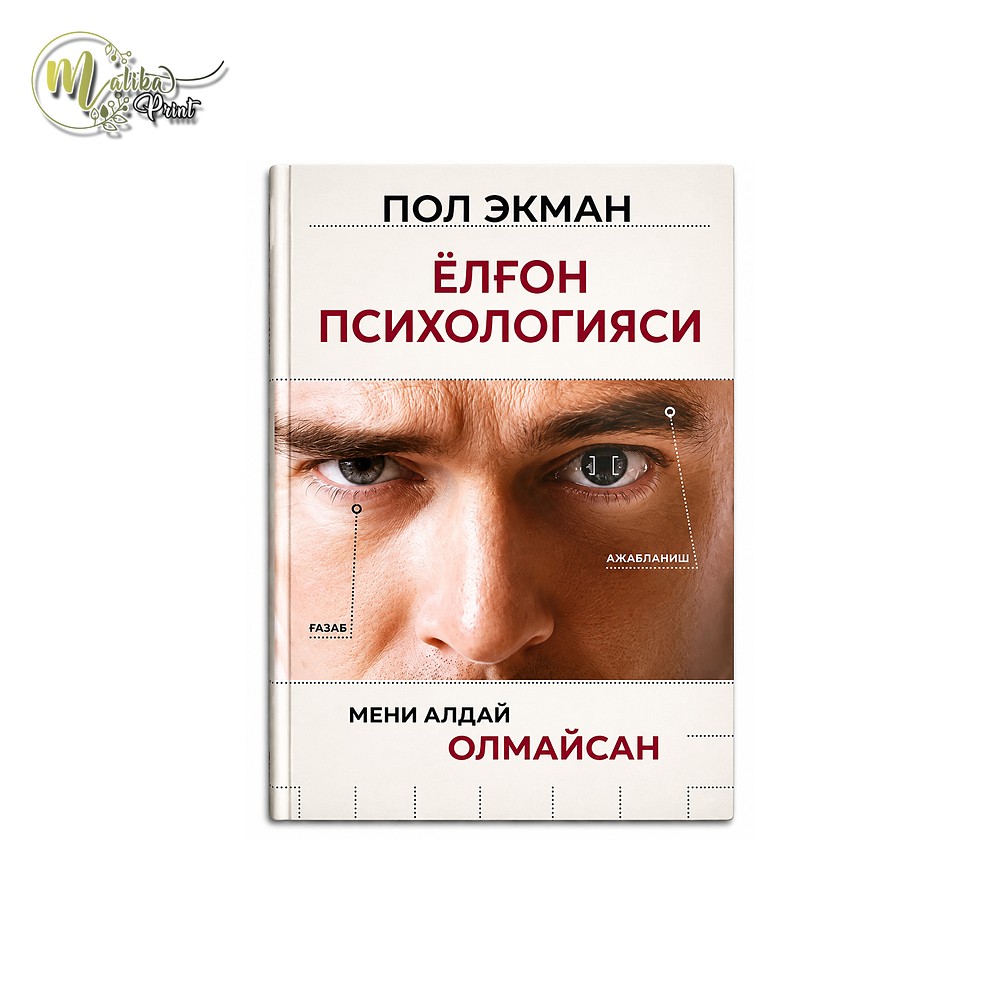 Malika
Print
ПОЛ ЭКМАН
ЁЛҒОН
ПСИХОЛОГИЯСИ
АЖАБЛАНИШ
ҒАЗАБ
МЕНИ АЛДАЙ
ОЛМАЙСАН